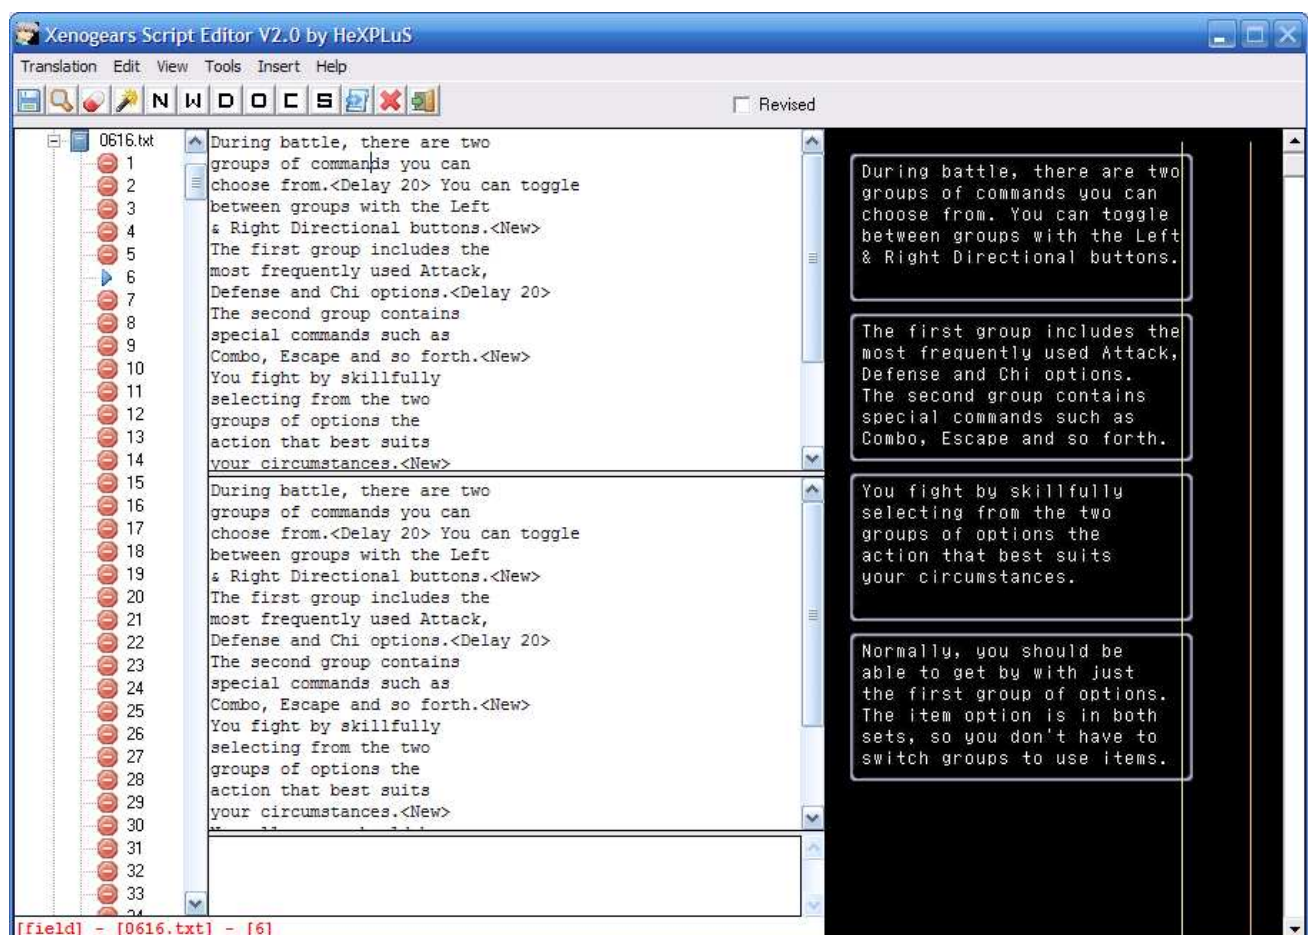 Xenogears Script Editor V2.0 by HeXPLuS
Translation Edit View Tools Insert Help
N W D O C S
Revised
0616.txt
1
2
3
4
5
6
7
8
9
10
11
12
13
14
15
16
17
18
19
20
21
22
23
24
25
26
27
28
29
30
31
32
33
During battle, there are two
groups of commands you can
choose from.<Delay 20> You can toggle
between groups with the Left
& Right Directional buttons.<New>
The first group includes the
most frequently used Attack,
Defense and Chi options.<Delay 20>
The second group contains
special commands such as
Combo, Escape and so forth.<New>
You fight by skillfully
selecting from the two
groups of options the
action that best suits
your circumstances.<New>
During battle, there are two
groups of commands you can
choose from.<Delay 20> You can toggle
between groups with the Left
& Right Directional buttons.<New>
The first group includes the
most frequently used Attack,
Defense and Chi options.<Delay 20>
The second group contains
special commands such as
Combo, Escape and so forth.<New>
You fight by skillfully
selecting from the two
groups of options the
action that best suits
your circumstances.<New>
During battle, there are two
groups of commands you can
choose from. You can toggle
between groups with the Left
& Right Directional buttons.
The first group includes the
most frequently used Attack,
Defense and Chi options.
The second group contains
special commands such as
Combo, Escape and so forth.
You fight by skillfully
selecting from the two
groups of options the
action that best suits
your circumstances.
Normally, you should be
able to get by with just
the first group of options.
The item option is in both
sets, so you don't have to
switch groups to use items.
[field] - [0616.txt] - [6]